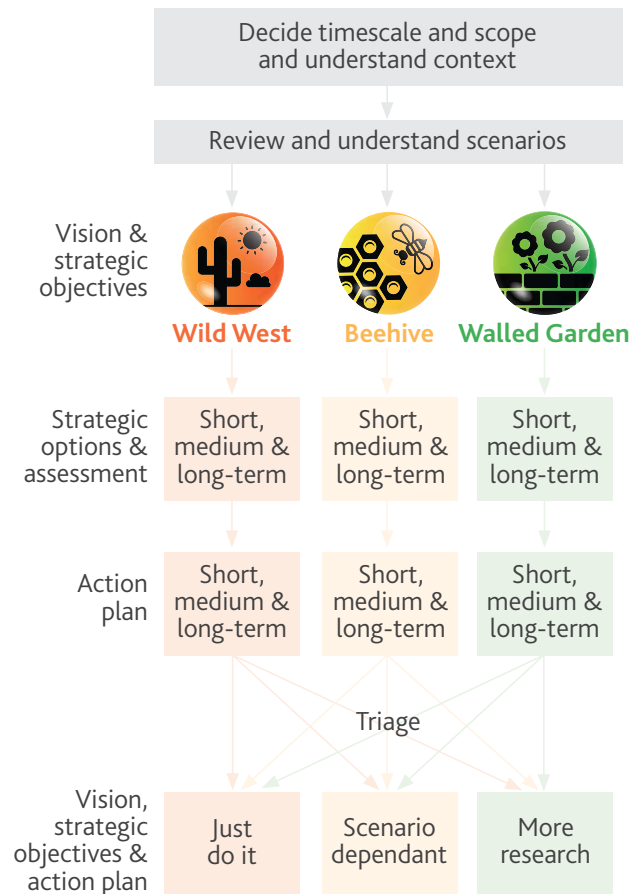 Decide timescale and scope
and understand context
Review and understand scenarios
Vision &
strategic
objectives
Wild West
Beehive
Walled Garden
Strategic
options &
assessment
Short,
medium &
long-term
Short,
medium &
long-term
Short,
medium &
long-term
Action
plan
Short,
medium &
long-term
Short,
medium &
long-term
Short,
medium &
long-term
Triage
Vision,
strategic
objectives &
action plan
Just
do it
Scenario
dependant
More
research